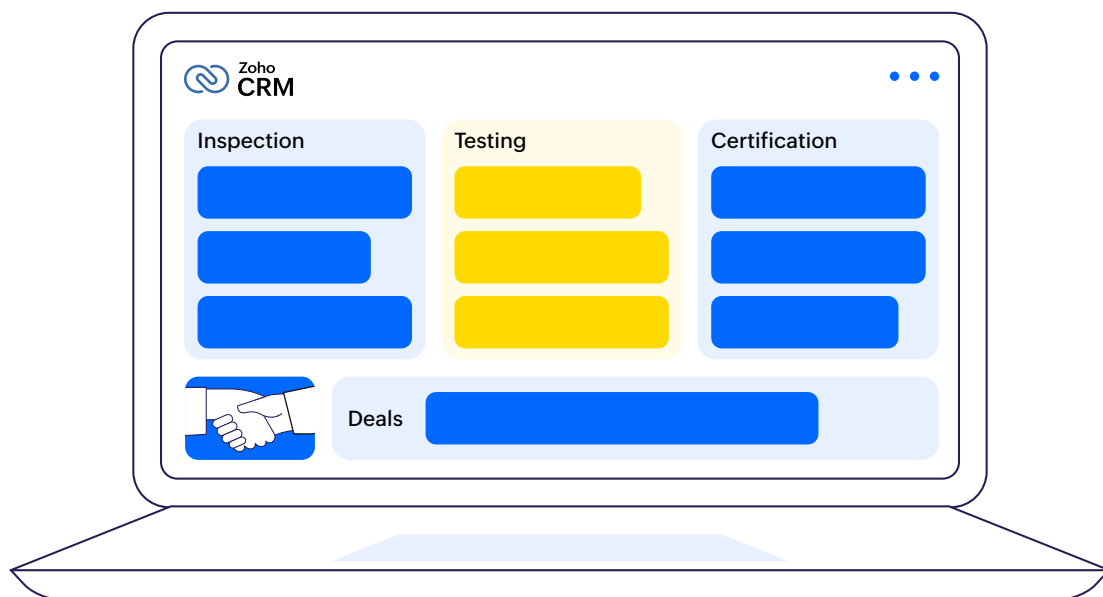 Zoho
CRM
Inspection
Testing
Certification
Deals